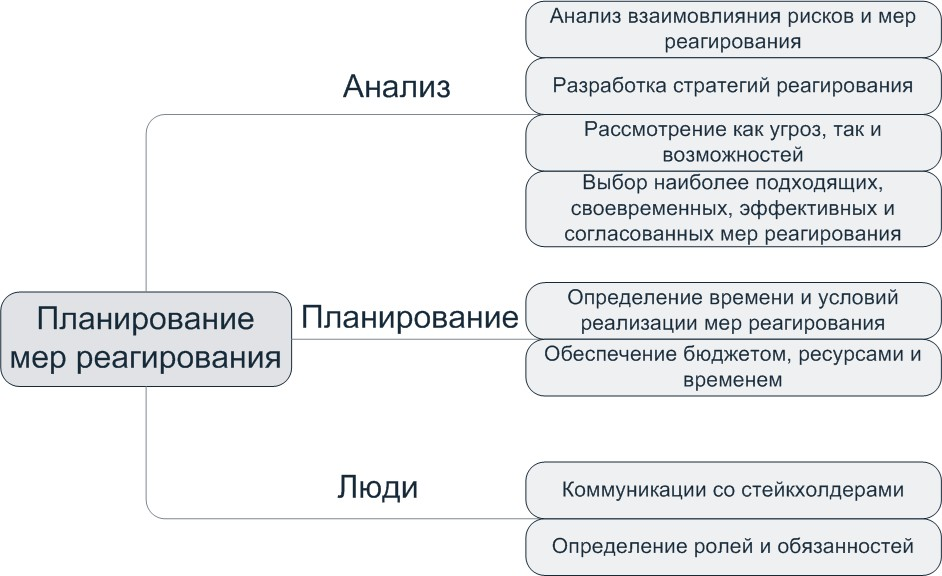 Анализ взаимовлияния рисков и мер
реагирования
Анализ
Разработка стратегий реагирования
Рассмотрение как угроз, так и
возможностей
Выбор наиболее подходящих,
своевременных, эффективных и
согласованных мер реагирования
Планирование
мер реагирования
Планирование
Определение времени и условий
реализации мер реагирования
Обеспечение бюджетом, ресурсами и
временем
Люди
Коммуникации со стейкхолдерами
Определение ролей и обязанностей